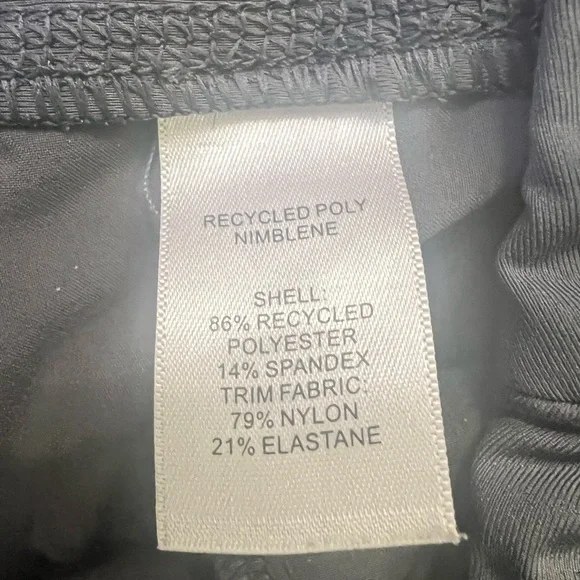 RECYCLED POLY
NIMBLENE
SHELL:
86% RECYCLED
POLYESTER
14% SPANDEX
TRIM FABRIC:
79% NYLON
21% ELASTANE